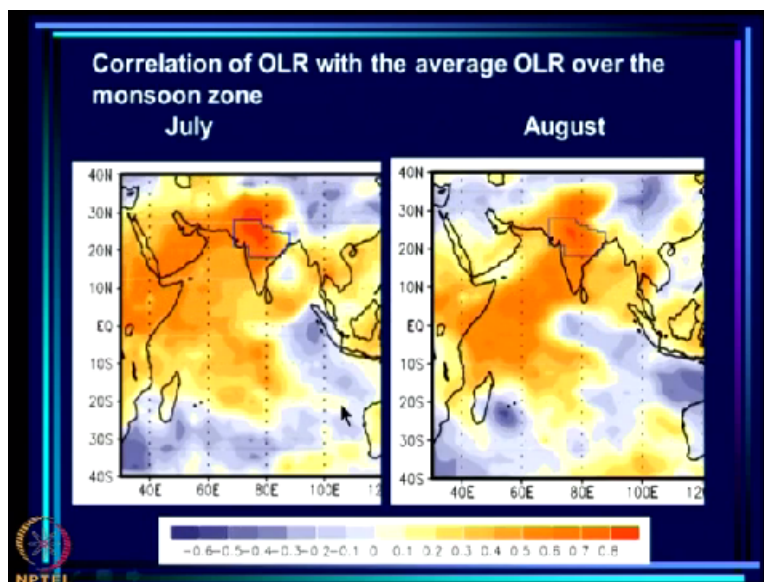 Correlation of OLR with the average OLR over the
monsoon zone
July
August
40N
30N
20N
10N
EQ
10S
20S
30S
40S
40E 60E 80E 100E 12
40N
30N
20N
10N
EQ
10S
20S
30S
40S
40E 60E 80E 100E 120
-0.6 -0.5 -0.4 -0.3 -0.2 -0.1 0 0.1 0.2 0.3 0.4 0.5 0.6 0.7 0.8
NPTEL